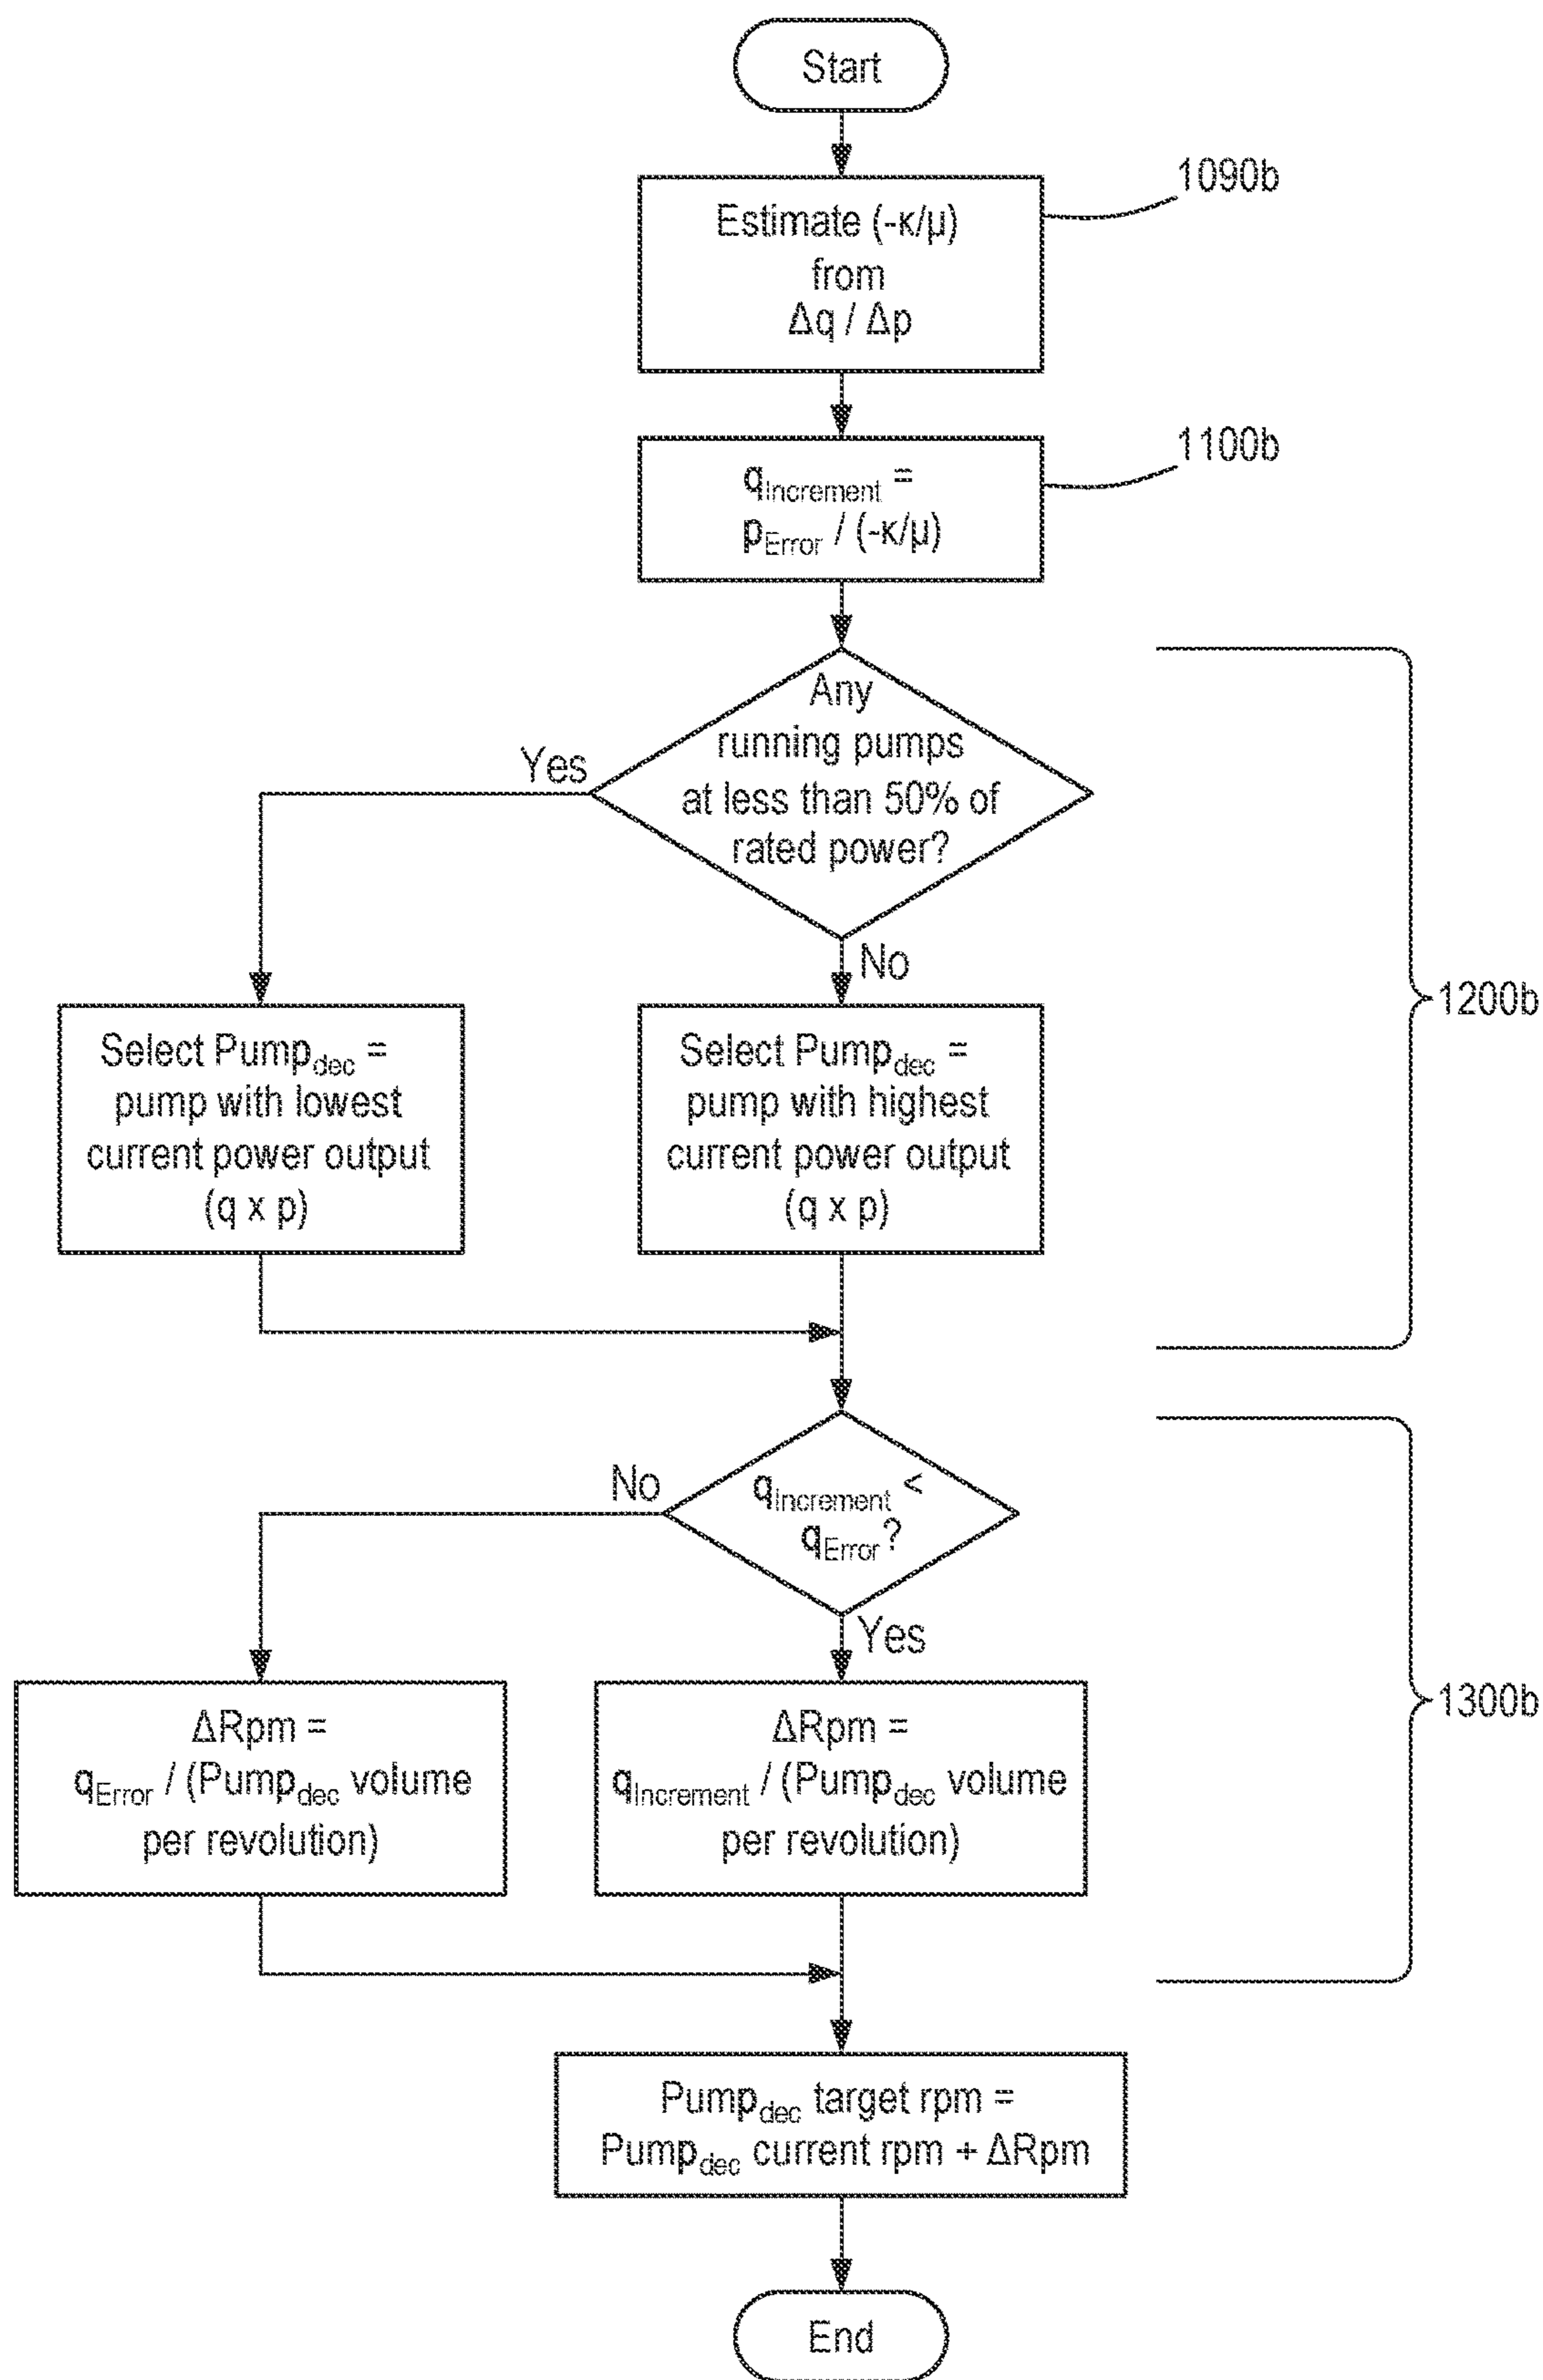 Start
1090b
Estimate (-κ/μ)
from
Δq / Δp
1100b
qIncrement =
pError / (-κ/μ)
Any
running pumps
at less than 50% of
rated power?
Yes
No
1200b
Select Pumpdec =
pump with lowest
current power output
(q x p)
Select Pumpdec =
pump with highest
current power output
(q x p)
qIncrement <
qError?
No
Yes
1300b
ΔRpm =
qError / (Pumpdec volume
per revolution)
ΔRpm =
qIncrement / (Pumpdec volume
per revolution)
Pumpdec target rpm =
Pumpdec current rpm + ΔRpm
End